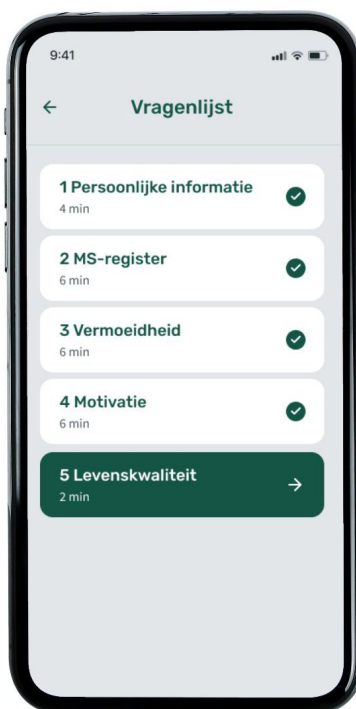 9:41
Vragenlijst
1 Persoonlijke informatie
4 min
2 MS-register
6 min
3 Vermoeidheid
6 min
4 Motivatie
6 min
5 Levenskwaliteit
2 min